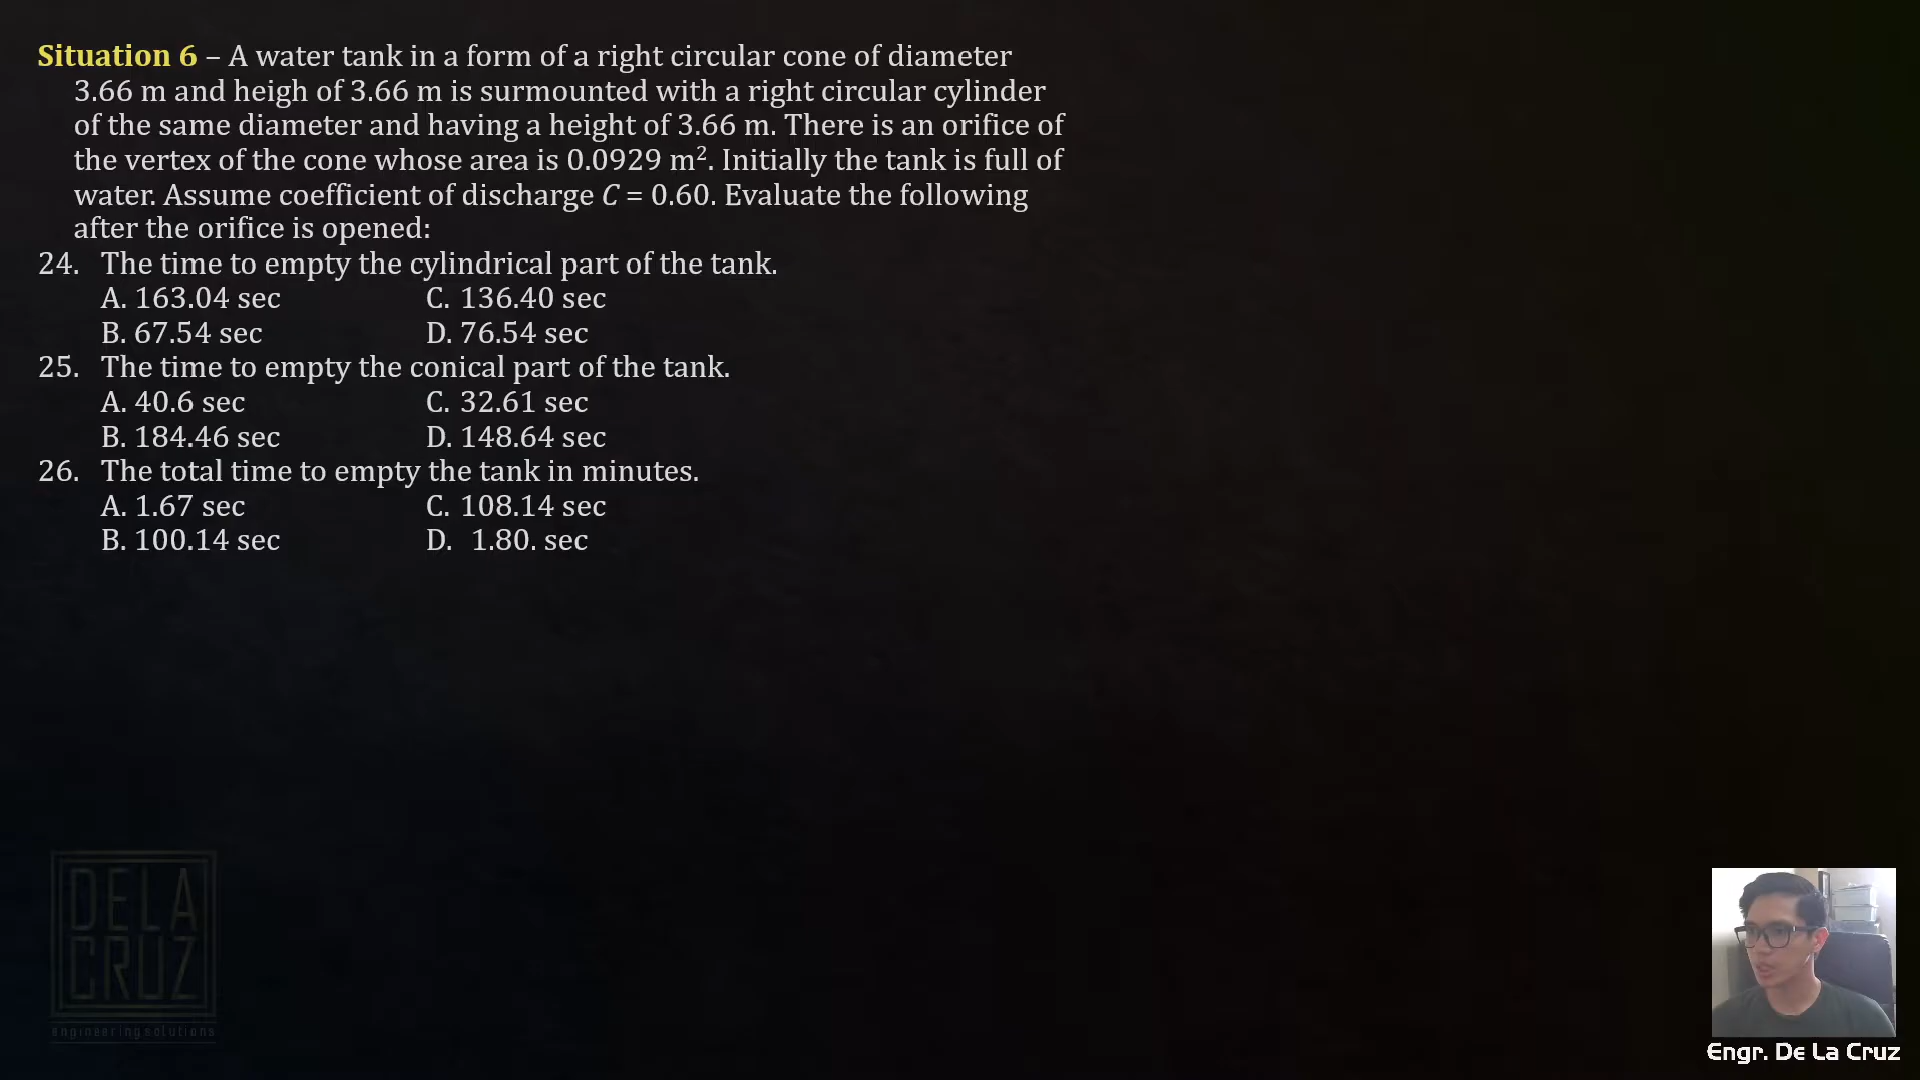 Situation 6 – A water tank in a form of a right circular cone of diameter
3.66 m and heigh of 3.66 m is surmounted with a right circular cylinder
of the same diameter and having a height of 3.66 m. There is an orifice of
the vertex of the cone whose area is 0.0929 m². Initially the tank is full of
water. Assume coefficient of discharge C = 0.60. Evaluate the following
after the orifice is opened:
24. The time to empty the cylindrical part of the tank.
A. 163.04 sec C. 136.40 sec
B. 67.54 sec D. 76.54 sec
25. The time to empty the conical part of the tank.
A. 40.6 sec C. 32.61 sec
B. 184.46 sec D. 148.64 sec
26. The total time to empty the tank in minutes.
A. 1.67 sec C. 108.14 sec
B. 100.14 sec D. 1.80. sec
DELA
CRUZ
engineering solutions
Engr. De La Cruz